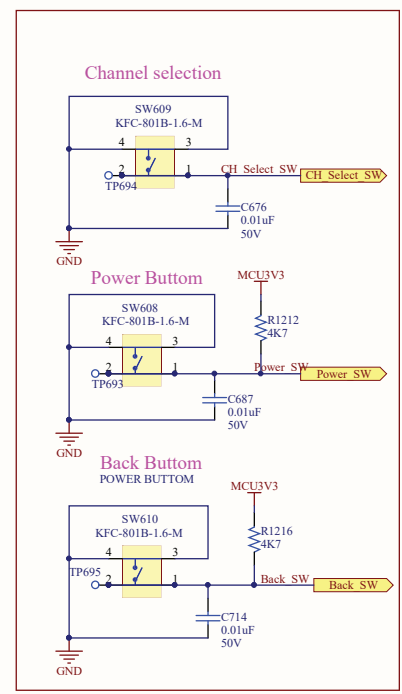 Channel selection
SW609
KFC-801B-1.6-M
4 3
2 1
CH_Select_SW
CH_Select_SW
TP694
C676
0.01uF
50V
GND
Power Buttom
MCU3V3
SW608
KFC-801B-1.6-M
R1212
4K7
4 3
2 1
Power_SW
Power_SW
TP693
C687
0.01uF
50V
GND
Back Buttom
POWER BUTTOM
MCU3V3
SW610
KFC-801B-1.6-M
R1216
4K7
4 3
TP695
2 1
Back_SW
Back_SW
C714
0.01uF
50V
GND